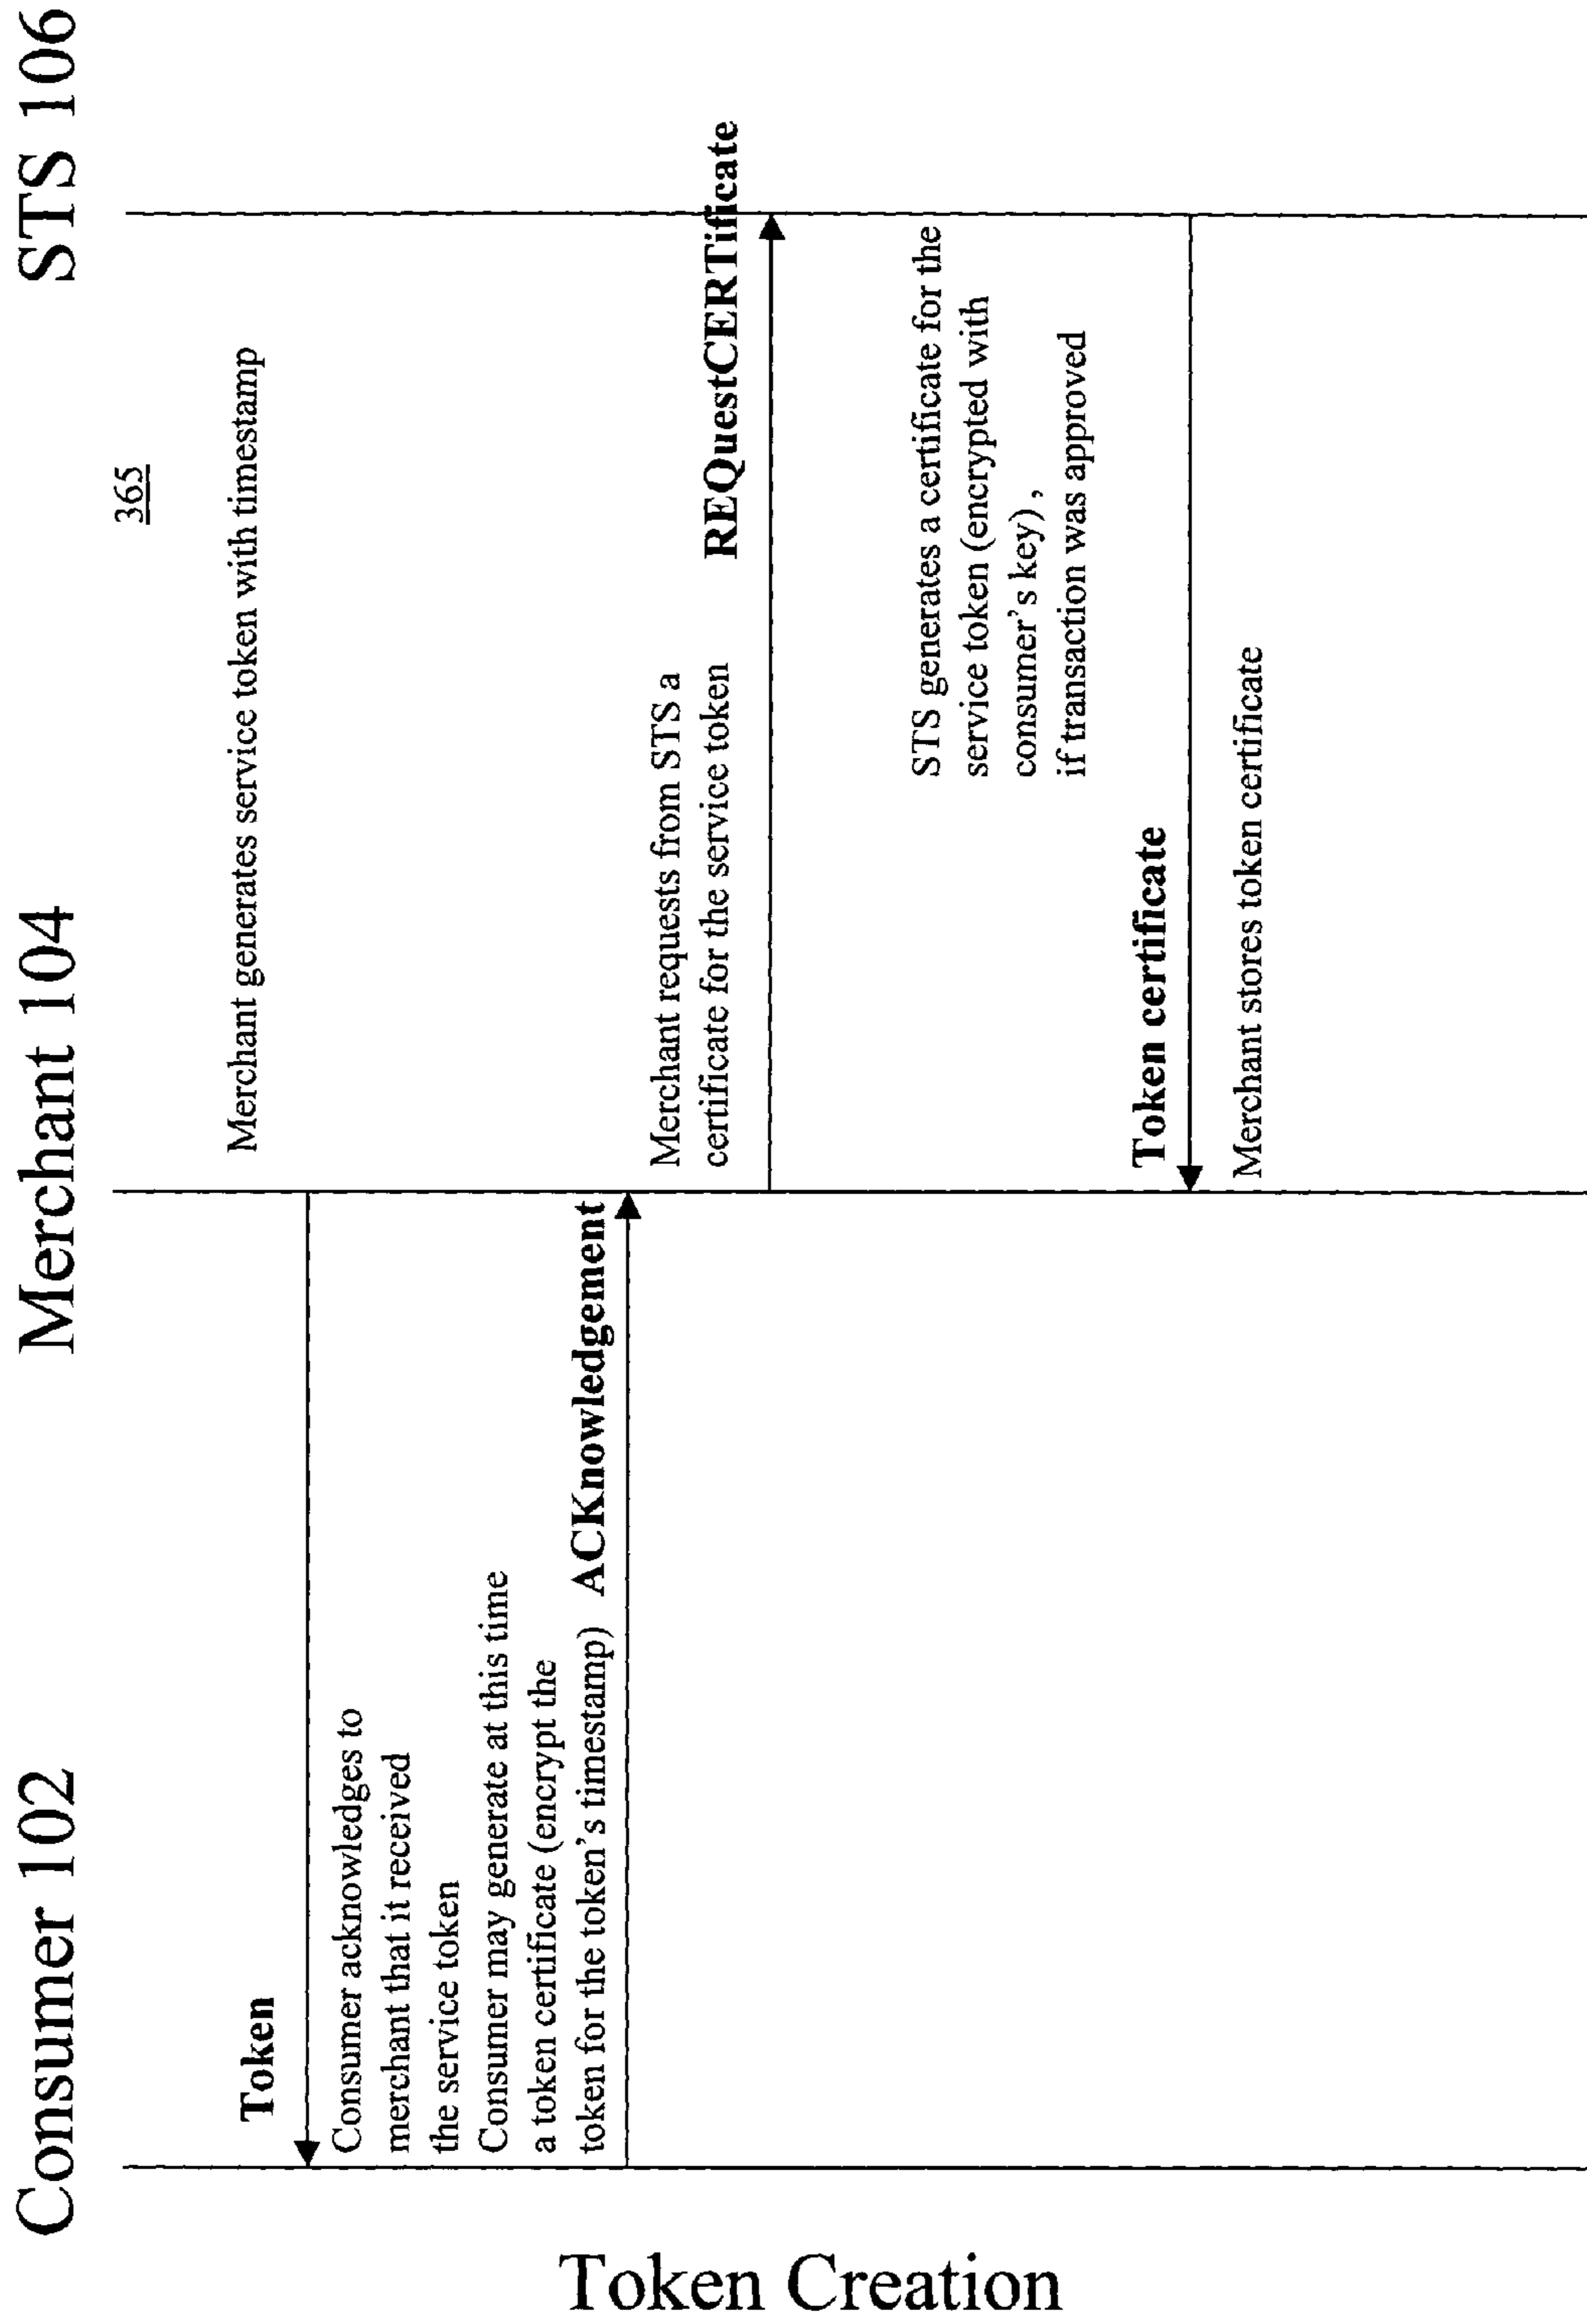 Consumer 102
Merchant 104
STS 106
365
Token
Merchant generates service token with timestamp
Consumer acknowledges to
merchant that it received
the service token
Consumer may generate at this time
a token certificate (encrypt the
token for the token's timestamp)
ACKnowledgement
Merchant requests from STS a
certificate for the service token
REQuestCERTificate
STS generates a certificate for the
service token (encrypted with
consumer's key),
if transaction was approved
Token certificate
Merchant stores token certificate
Token Creation